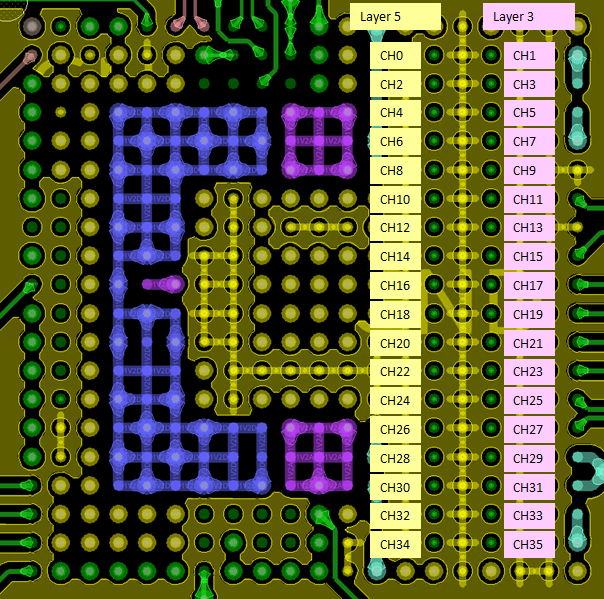 Layer 5 Layer 3
CH0 CH1
CH2 CH3
CH4 CH5
CH6 CH7
CH8 CH9
CH10 CH11
CH12 CH13
CH14 CH15
CH16 CH17
CH18 CH19
CH20 CH21
CH22 CH23
CH24 CH25
CH26 CH27
CH28 CH29
CH30 CH31
CH32 CH33
CH34 CH35